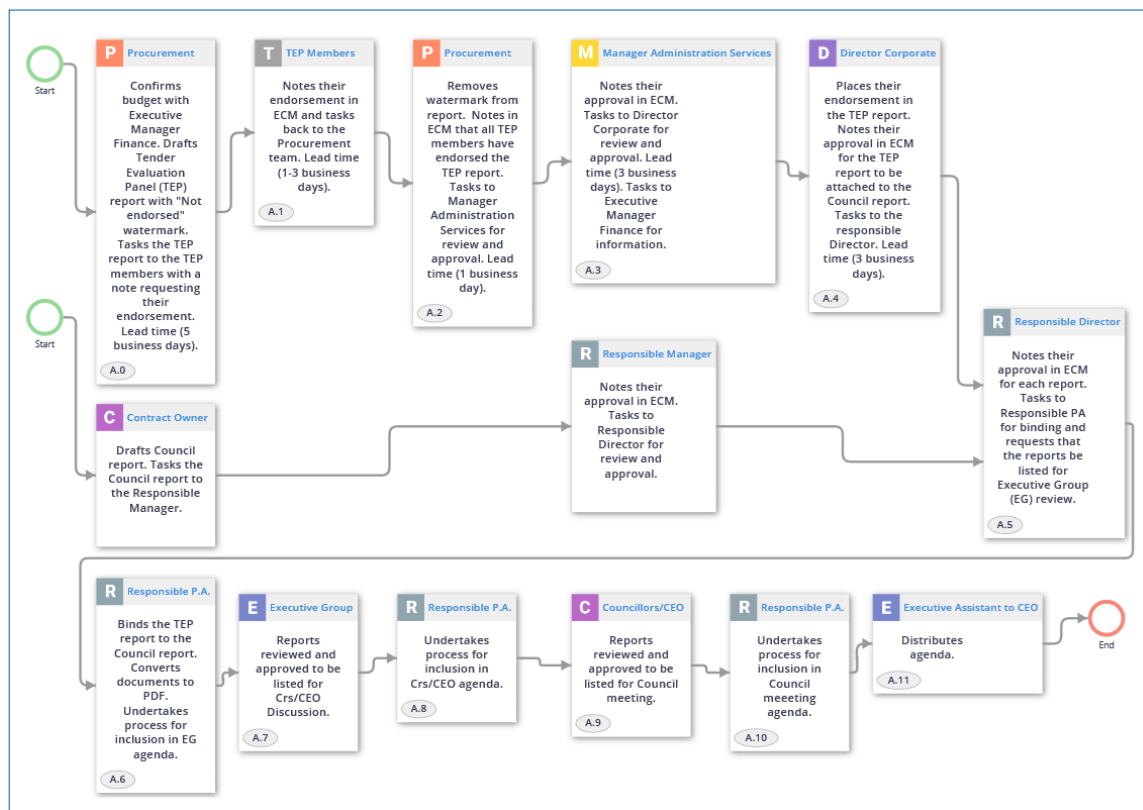 Start
P
Procurement
Confirms
budget with
Executive
Manager
Finance. Drafts
Tender
Evaluation
Panel (TEP)
report with "Not
endorsed"
watermark.
Tasks the TEP
report to the TEP
members with a
note requesting
their
endorsement.
Lead time (5
business days).
A.0
T
TEP Members
Notes their
endorsement in
ECM and tasks
back to the
Procurement
team. Lead time
(1-3 business
days).
A.1
P
Procurement
Removes
watermark from
report. Notes in
ECM that all TEP
members have
endorsed the
TEP report.
Tasks to
Manager
Administration
Services for
review and
approval. Lead
time (1 business
day).
A.2
M
Manager Administration Services
Notes their
approval in ECM.
Tasks to Director
Corporate for
review and
approval. Lead
time (3 business
days). Tasks to
Executive
Manager
Finance for
information.
A.3
D
Director Corporate
Places their
endorsement in
the TEP report.
Notes their
approval in ECM
for the TEP
report to be
attached to the
Council report.
Tasks to the
responsible
Director. Lead
time (3 business
days).
A.4
Start
C
Contract Owner
Drafts Council
report. Tasks the
Council report to
the Responsible
Manager.
R
Responsible Manager
Notes their
approval in ECM.
Tasks to
Responsible
Director for
review and
approval.
R
Responsible Director
Notes their
approval in ECM
for each report.
Tasks to
Responsible PA
for binding and
requests that
the reports be
listed for
Executive Group
(EG) review.
A.5
R
Responsible P.A.
Binds the TEP
report to the
Council report.
Converts
documents to
PDF.
Undertakes
process for
inclusion in EG
agenda.
A.6
E
Executive Group
Reports
reviewed and
approved to be
listed for
Crs/CEO
Discussion.
A.7
R
Responsible P.A.
Undertakes
process for
inclusion in
Crs/CEO agenda.
A.8
C
Councillors/CEO
Reports
reviewed and
approved to be
listed for Council
meeting.
A.9
R
Responsible P.A.
Undertakes
process for
inclusion in
Council
meeeting
agenda.
A.10
E
Executive Assistant to CEO
Distributes
agenda.
A.11
End